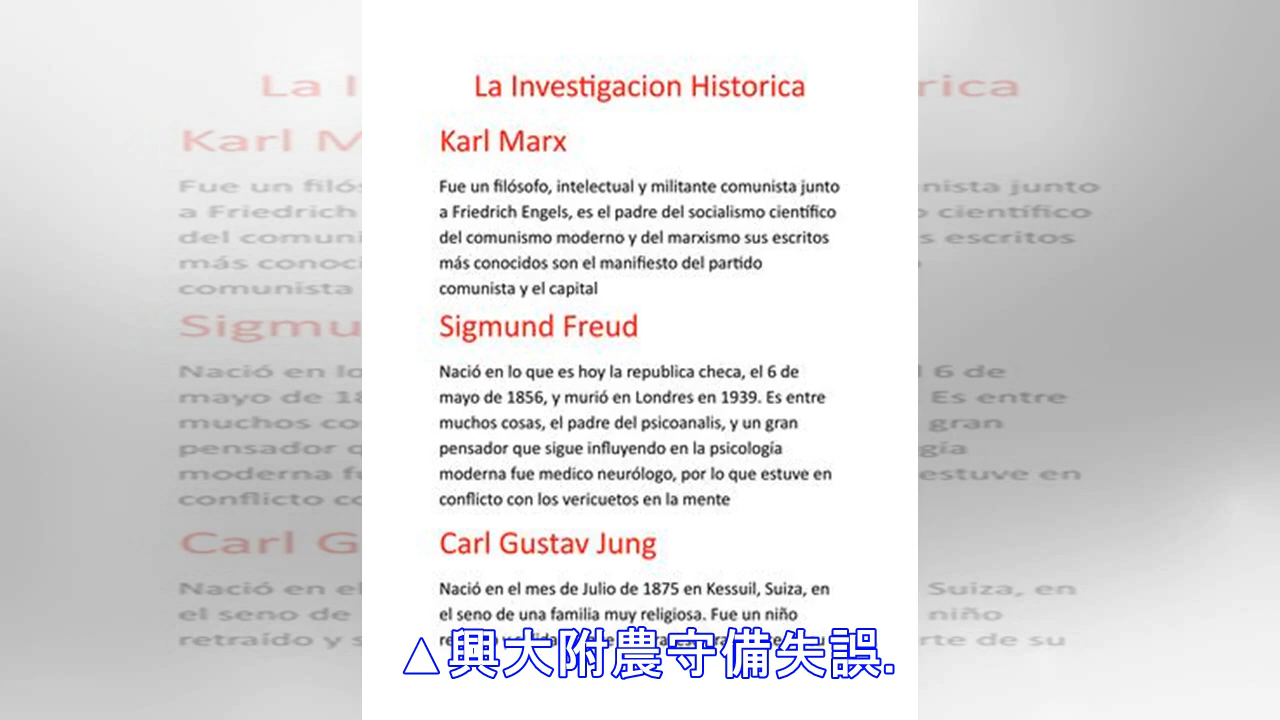 La Investigacion Historica
Karl Marx
Fue un filósofo, intelectual y militante comunista junto
a Friedrich Engels, es el padre del socialismo científico
del comunismo moderno y del marxismo sus escritos
más conocidos son el manifiesto del partido
comunista y el capital
Sigmund Freud
Nació en lo que es hoy la republica checa, el 6 de
mayo de 1856, y murió en Londres en 1939. Es entre
muchos cosas, el padre del psicoanalis, y un gran
pensador que sigue influyendo en la psicología
moderna fue medico neurólogo, por lo que estuve en
conflicto con los vericuetos en la mente
Carl Gustav Jung
Nació en el mes de Julio de 1875 en Kessuil, Suiza, en
el seno de una familia muy religiosa. Fue un niño
retraído y
△興大附農守備失誤.